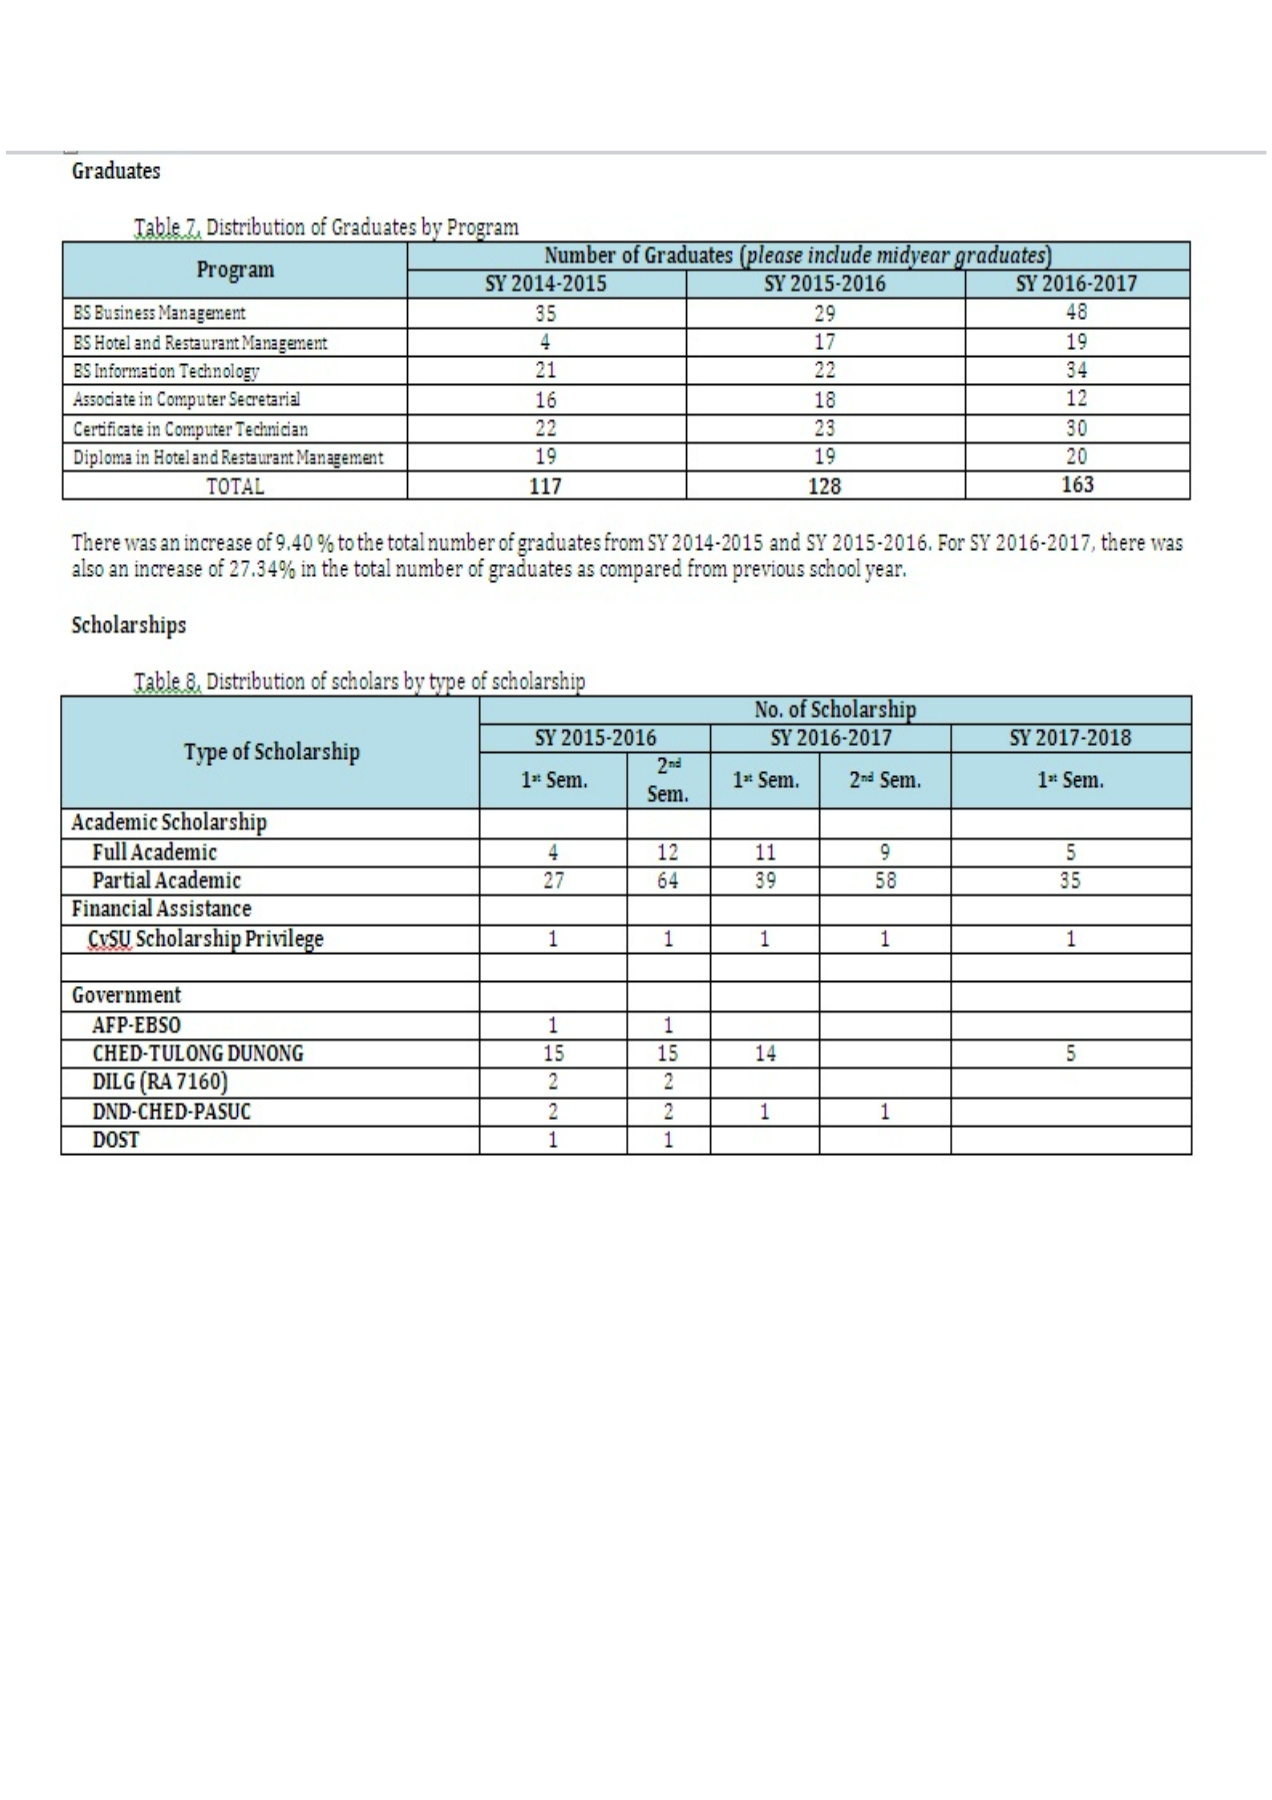 Graduates
Table 7. Distribution of Graduates by Program
Program
Number of Graduates (please include midyear graduates)
SY 2014-2015 SY 2015-2016 SY 2016-2017
BS Business Management 35 29 48
BS Hotel and Restaurant Management 4 17 19
BS Information Technology 21 22 34
Associate in Computer Secretarial 16 18 12
Certificate in Computer Technician 22 23 30
Diploma in Hotel and Restaurant Management 19 19 20
TOTAL 117 128 163
There was an increase of 9.40 % to the total number of graduates from SY 2014-2015 and SY 2015-2016. For SY 2016-2017, there was
also an increase of 27.34% in the total number of graduates as compared from previous school year.
Scholarships
Table 8. Distribution of scholars by type of scholarship
Type of Scholarship
No. of Scholarship
SY 2015-2016 SY 2016-2017 SY 2017-2018
1st Sem. 2nd Sem. 1st Sem. 2nd Sem. 1st Sem.
Academic Scholarship
Full Academic 4 12 11 9 5
Partial Academic 27 64 39 58 35
Financial Assistance
CvSU Scholarship Privilege 1 1 1 1 1
Government
AFP-EBSO 1 1
CHED-TULONG DUNONG 15 15 14 5
DILG (RA 7160) 2 2
DND-CHED-PASUC 2 2 1 1
DOST 1 1